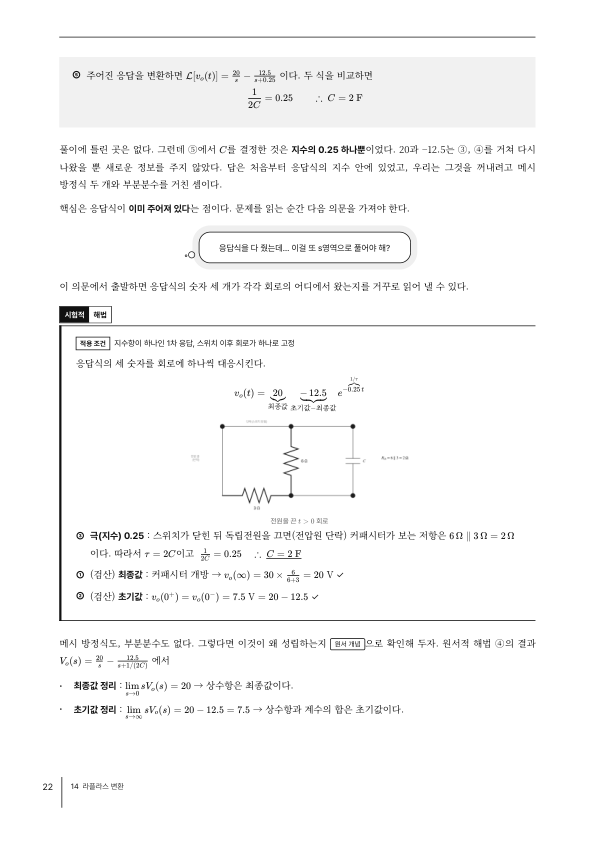 ⑤ 주어진 응답을 변환하면 ℒ[v_o(t)] = 20/s − 12.5/(s+0.25) 이다. 두 식을 비교하면
1/(2C) = 0.25 ∴ C = 2 F
풀이에 틀린 곳은 없다. 그런데 ⑤에서 C를 결정한 것은 지수의 0.25 하나뿐이었다. 20과 −12.5는 ③, ④를 거쳐 다시
나왔을 뿐 새로운 정보를 주지 않았다. 답은 처음부터 응답식의 지수 안에 있었고, 우리는 그것을 꺼내려고 메시
방정식 두 개와 부분분수를 거친 셈이다.
핵심은 응답식이 이미 주어져 있다는 점이다. 문제를 읽는 순간 다음 의문을 가져야 한다.
응답식을 다 줬는데... 이걸 또 s영역으로 풀어야 해?
이 의문에서 출발하면 응답식의 숫자 세 개가 각각 회로의 어디에서 왔는지를 거꾸로 읽어 낼 수 있다.
시험적 해법
적용 조건 지수항이 하나인 1차 응답, 스위치 이후 회로가 하로 고정
응답식의 세 숫자를 회로에 하나씩 대응시킨다.
1/τ
v_o(t) = 20 −12.5 e^{−0.25 t}
최종값 초기값−최종값
6Ω
C
3Ω
전원을 끈 t > 0 회로
③ 극(지수) 0.25 : 스위치가 닫힌 뒤 독립전원을 끄면(전압원 단락) 커패시터가 보는 저항은 6 Ω ∥ 3 Ω = 2 Ω
이다. 따라서 τ = 2C이고 1/(2C) = 0.25 ∴ C = 2 F
① (검산) 최종값 : 커패시터 개방 → v_o(∞) = 30 × 6/(6+3) = 20 V ✓
② (검산) 초기값 : v_o(0⁺) = v_o(0⁻) = 7.5 V = 20 − 12.5 ✓
메시 방정식도, 부분분수도 없다. 그렇다면 이것이 왜 성립하는지 원서 개념 으로 확인해 두자. 원서적 해법 ④의 결과
V_o(s) = 20/s − 12.5/(s+1/(2C)) 에서
· 최종값 정리 : lim_{s→0} sV_o(s) = 20 → 상수항은 최종값이다.
· 초기값 정리 : lim_{s→∞} sV_o(s) = 20 − 12.5 = 7.5 → 상수항과 계수의 합은 초기값이다.
22 14 라플라스 변환